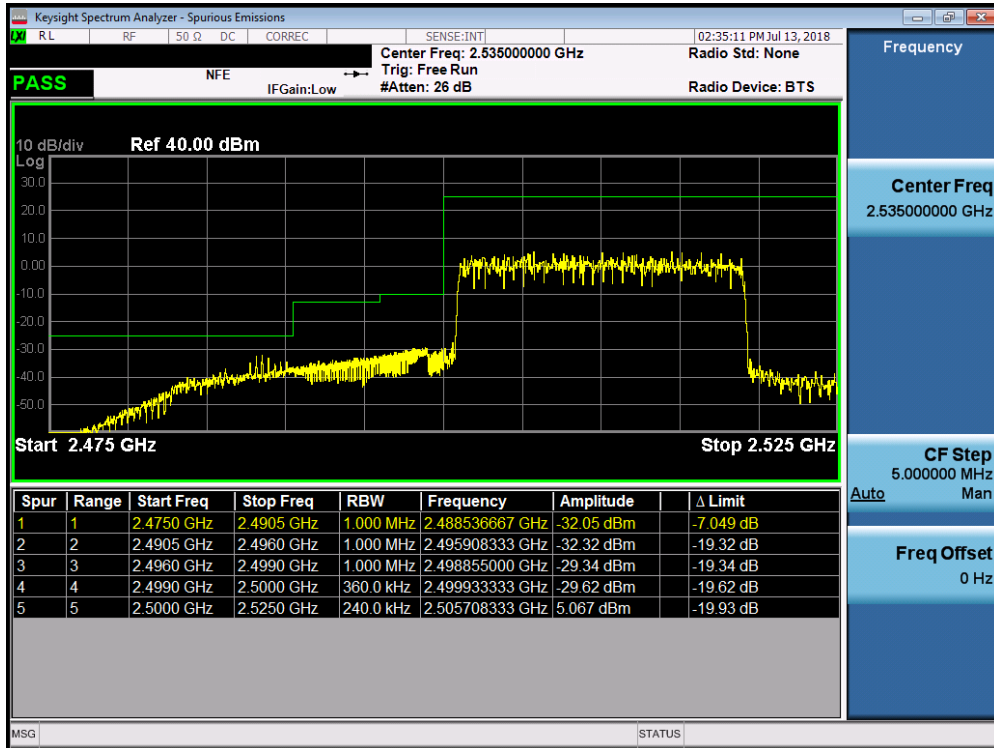 Keysight Spectrum Analyzer - Spurious Emissions
LXI RL RF 50 Ω DC CORREC SENSE:INT 02:35:11 PM Jul 13, 2018
Center Freq: 2.535000000 GHz Radio Std: None
PASS NFE Trig: Free Run
IFGain:Low #Atten: 26 dB Radio Device: BTS
10 dB/div Ref 40.00 dBm
Log
30.0
20.0
10.0
0.00
-10.0
-20.0
-30.0
-40.0
-50.0
Start 2.475 GHz Stop 2.525 GHz
Spur Range Start Freq Stop Freq RBW Frequency Amplitude Δ Limit
1 1 2.4750 GHz 2.4905 GHz 1.000 MHz 2.488536667 GHz -32.05 dBm -7.049 dB
2 2 2.4905 GHz 2.4960 GHz 1.000 MHz 2.495908333 GHz -32.32 dBm -19.32 dB
3 3 2.4960 GHz 2.4990 GHz 1.000 MHz 2.498855000 GHz -29.34 dBm -19.34 dB
4 4 2.4990 GHz 2.5000 GHz 360.0 kHz 2.499933333 GHz -29.62 dBm -19.62 dB
5 5 2.5000 GHz 2.5250 GHz 240.0 kHz 2.505708333 GHz 5.067 dBm -19.93 dB
Frequency
Center Freq
2.535000000 GHz
CF Step
5.000000 MHz
Auto Man
Freq Offset
0 Hz
MSG STATUS